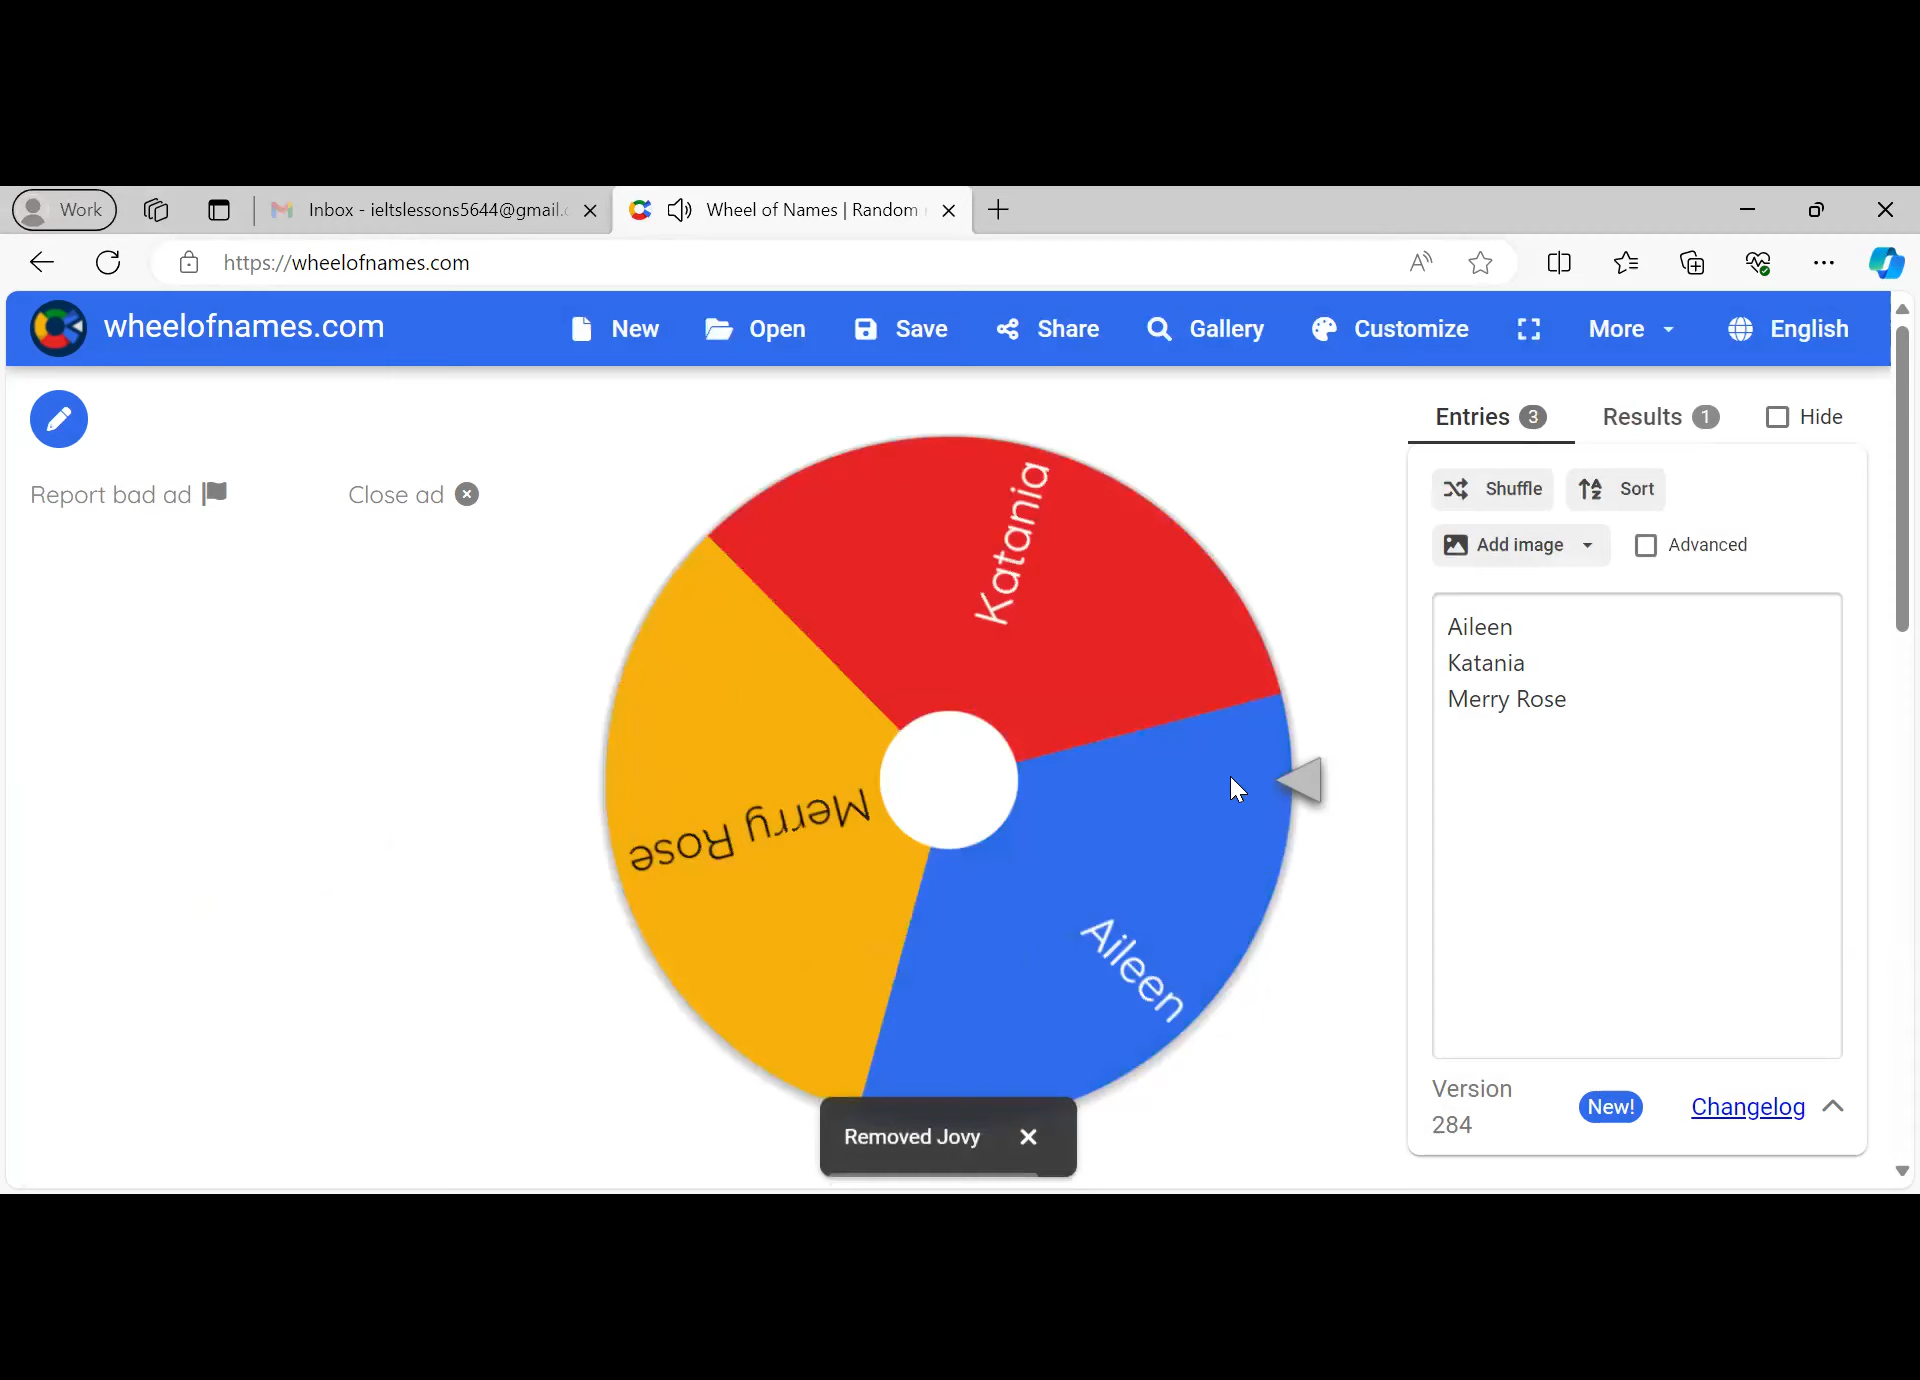 Work
Inbox - ieltslessons5644@gmail.c
Wheel of Names | Random
https://wheelofnames.com
wheelofnames.com
New
Open
Save
Share
Gallery
Customize
More
English
Report bad ad
Close ad
Entries 3
Results 1
Hide
Shuffle
Sort
Add image
Advanced
Aileen
Katania
Merry Rose
Katania
Merry Rose
Aileen
Version
284
New!
Changelog
Removed Jovy